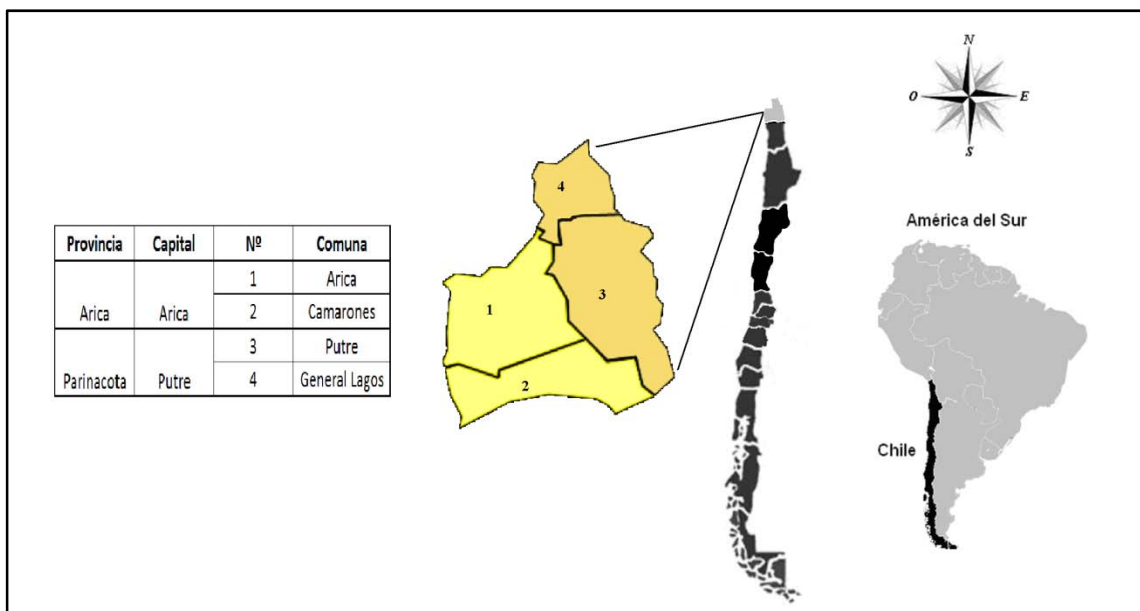 Provincia Capital Nº Comuna
Arica Arica 1 Arica
2 Camarones
Parinacota Putre 3 Putre
4 General Lagos
4
1
3
2
N
O E
S
América del Sur
Chile